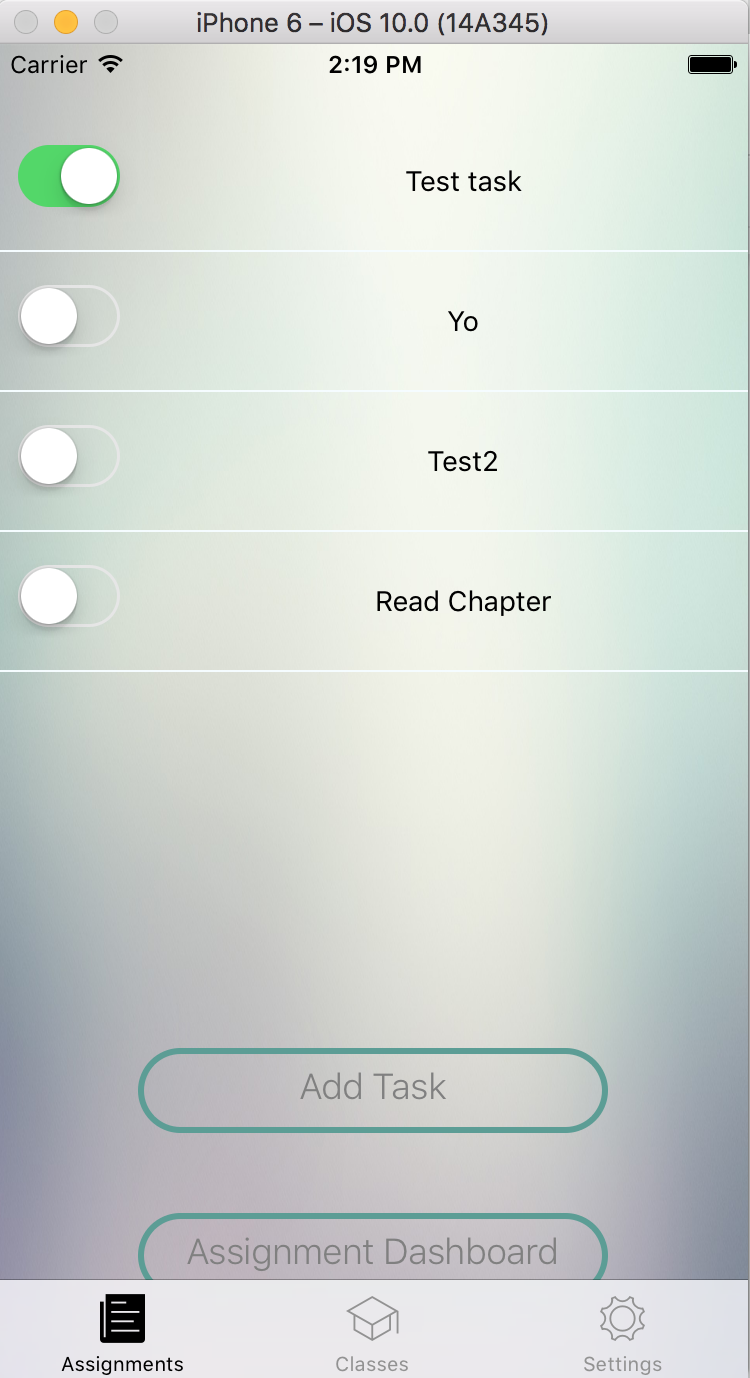 iPhone 6 – iOS 10.0 (14A345)
Carrier 2:19 PM
Test task
Yo
Test2
Read Chapter
Add Task
Assignment Dashboard
Assignments Classes Settings